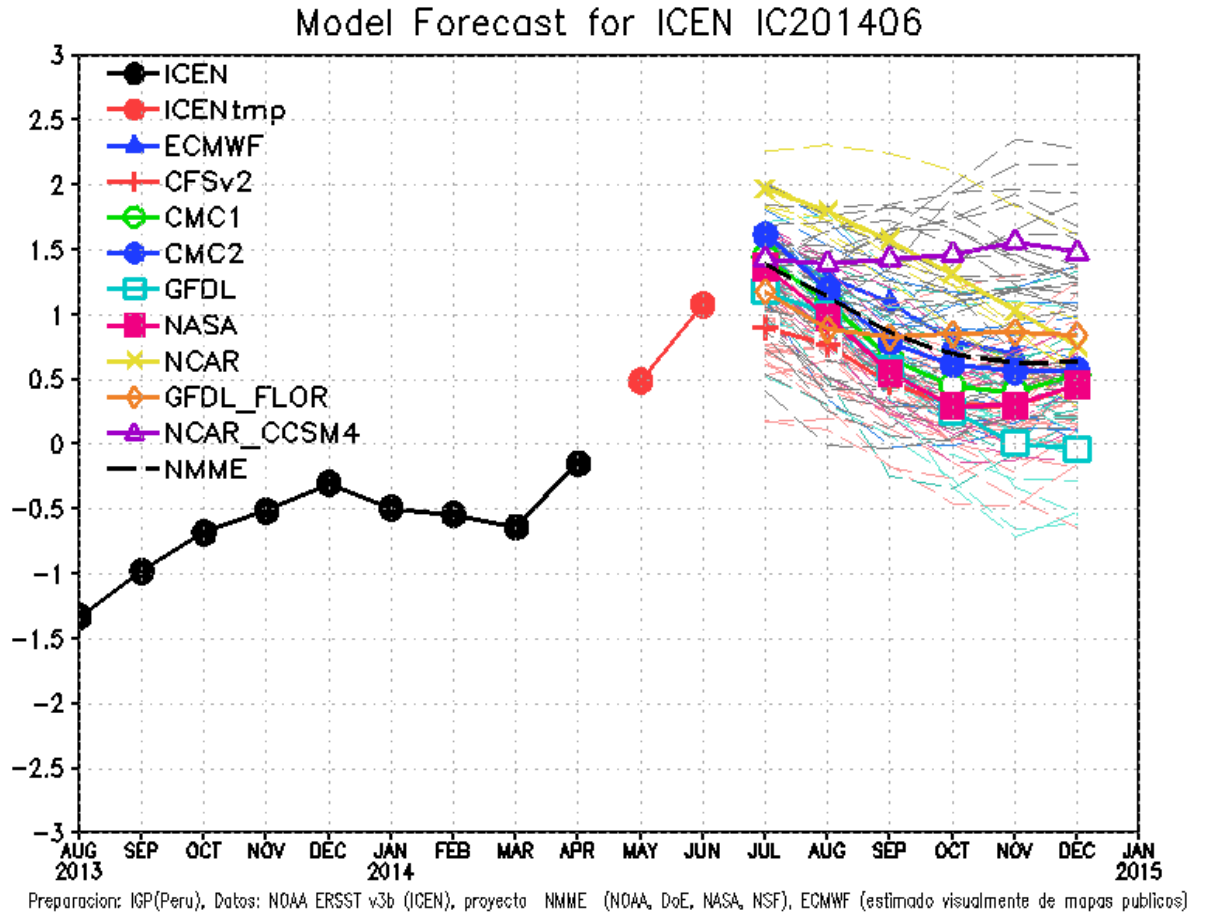 Model Forecast for ICEN IC201406
3
2.5
2
1.5
1
0.5
0
−0.5
−1
−1.5
−2
−2.5
−3
ICEN
ICENtmp
ECMWF
CFSv2
CMC1
CMC2
GFDL
NASA
NCAR
GFDL_FLOR
NCAR_CCSM4
NMME
AUG SEP OCT NOV DEC JAN FEB MAR APR MAY JUN JUL AUG SEP OCT NOV DEC JAN
2013 2014 2015
Preparacion: IGP(Peru), Datos: NOAA ERSST v3b (ICEN), proyecto NMME (NOAA, DoE, NASA, NSF), ECMWF (estimado visualmente de mapas publicos)